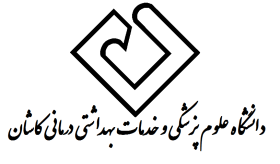 دانشگاه علوم پزشکی و خدمات بهداشتی درمانی کاشان